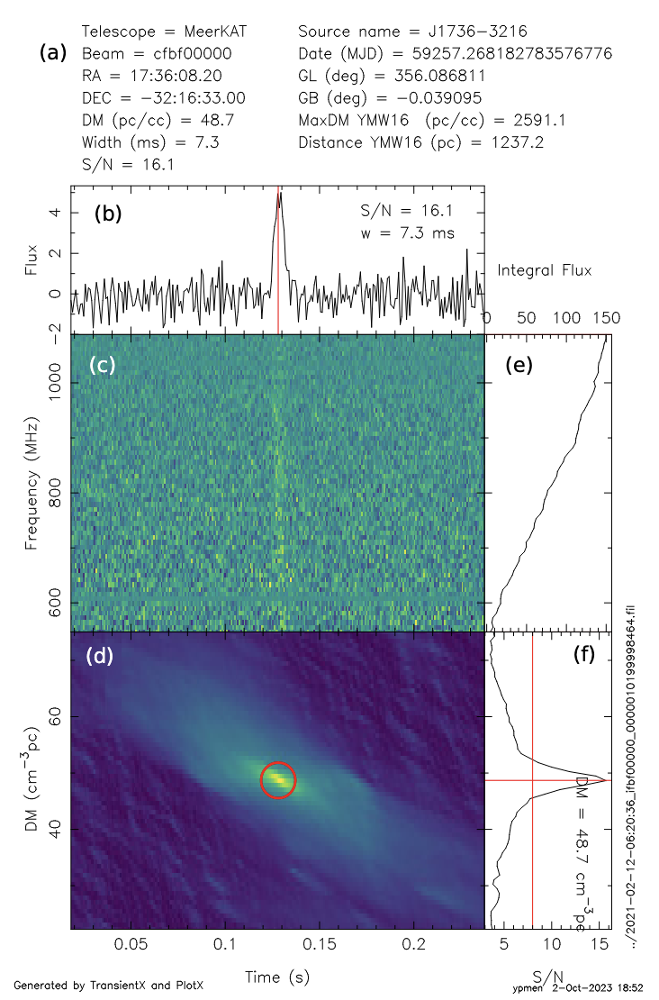 (a)
Telescope = MeerKAT
Beam = cfbf00000
RA = 17:36:08.20
DEC = −32:16:33.00
DM (pc/cc) = 48.7
Width (ms) = 7.3
S/N = 16.1
Source name = J1736−3216
Date (MJD) = 59257.268182783576776
GL (deg) = 356.086811
GB (deg) = −0.039095
MaxDM YMW16 (pc/cc) = 2591.1
Distance YMW16 (pc) = 1237.2
(b)
S/N = 16.1
w = 7.3 ms
Flux
4
2
0
−2
Integral Flux
0 50 100 150
(c)
Frequency (MHz)
1000
800
600
(e)
(d)
DM (cm−3pc)
60
40
(f)
DM = 48.7 cm−3pc
0.05 0.1 0.15 0.2
Time (s)
5 10 15
S/N
../2021−02−12−06:20:36_ifbf00000_0000010199998464.fil
Generated by TransientX and PlotX
ypmen 2−Oct−2023 18:52